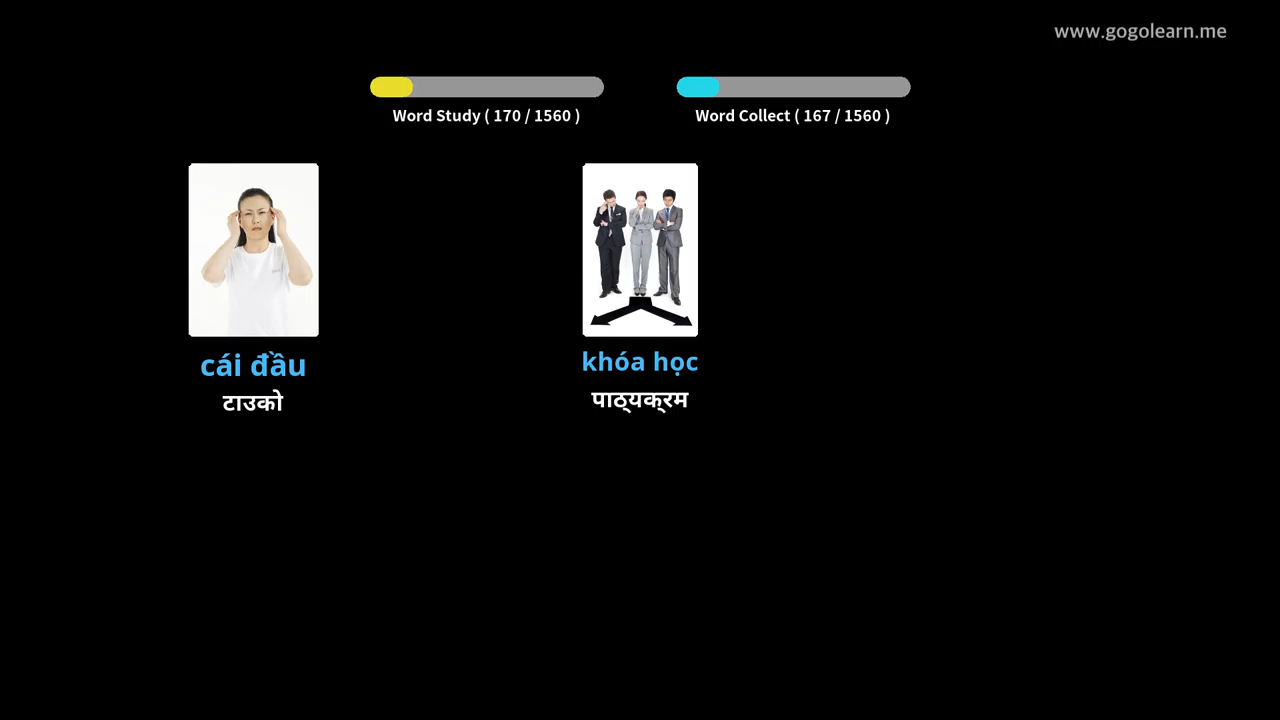 www.gogolearn.me
Word Study ( 170 / 1560 )
Word Collect ( 167 / 1560 )
cái đầu
टाउको
khóa học
पाठ्यक्रम